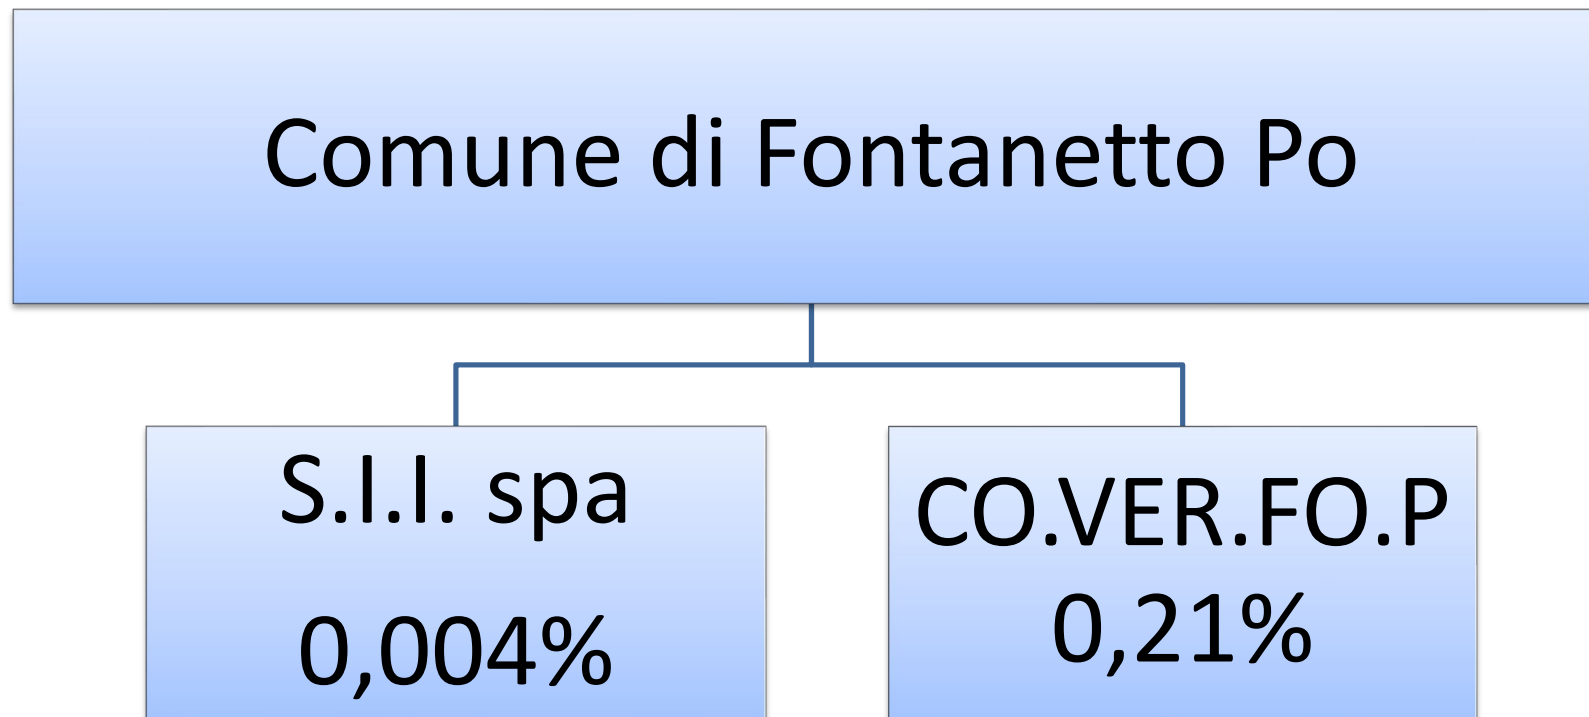 Comune di Fontanetto Po
S.I.I. spa
0,004%
CO.VER.FO.P
0,21%